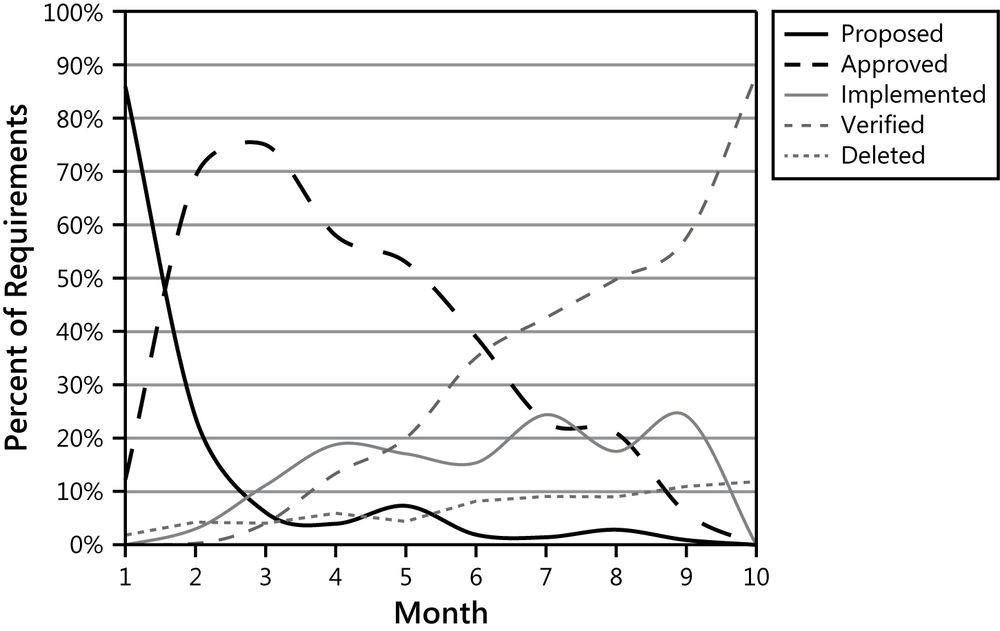 100%
90%
80%
70%
60%
50%
40%
30%
20%
10%
0%
Percent of Requirements
1 2 3 4 5 6 7 8 9 10
Month
Proposed
Approved
Implemented
Verified
Deleted